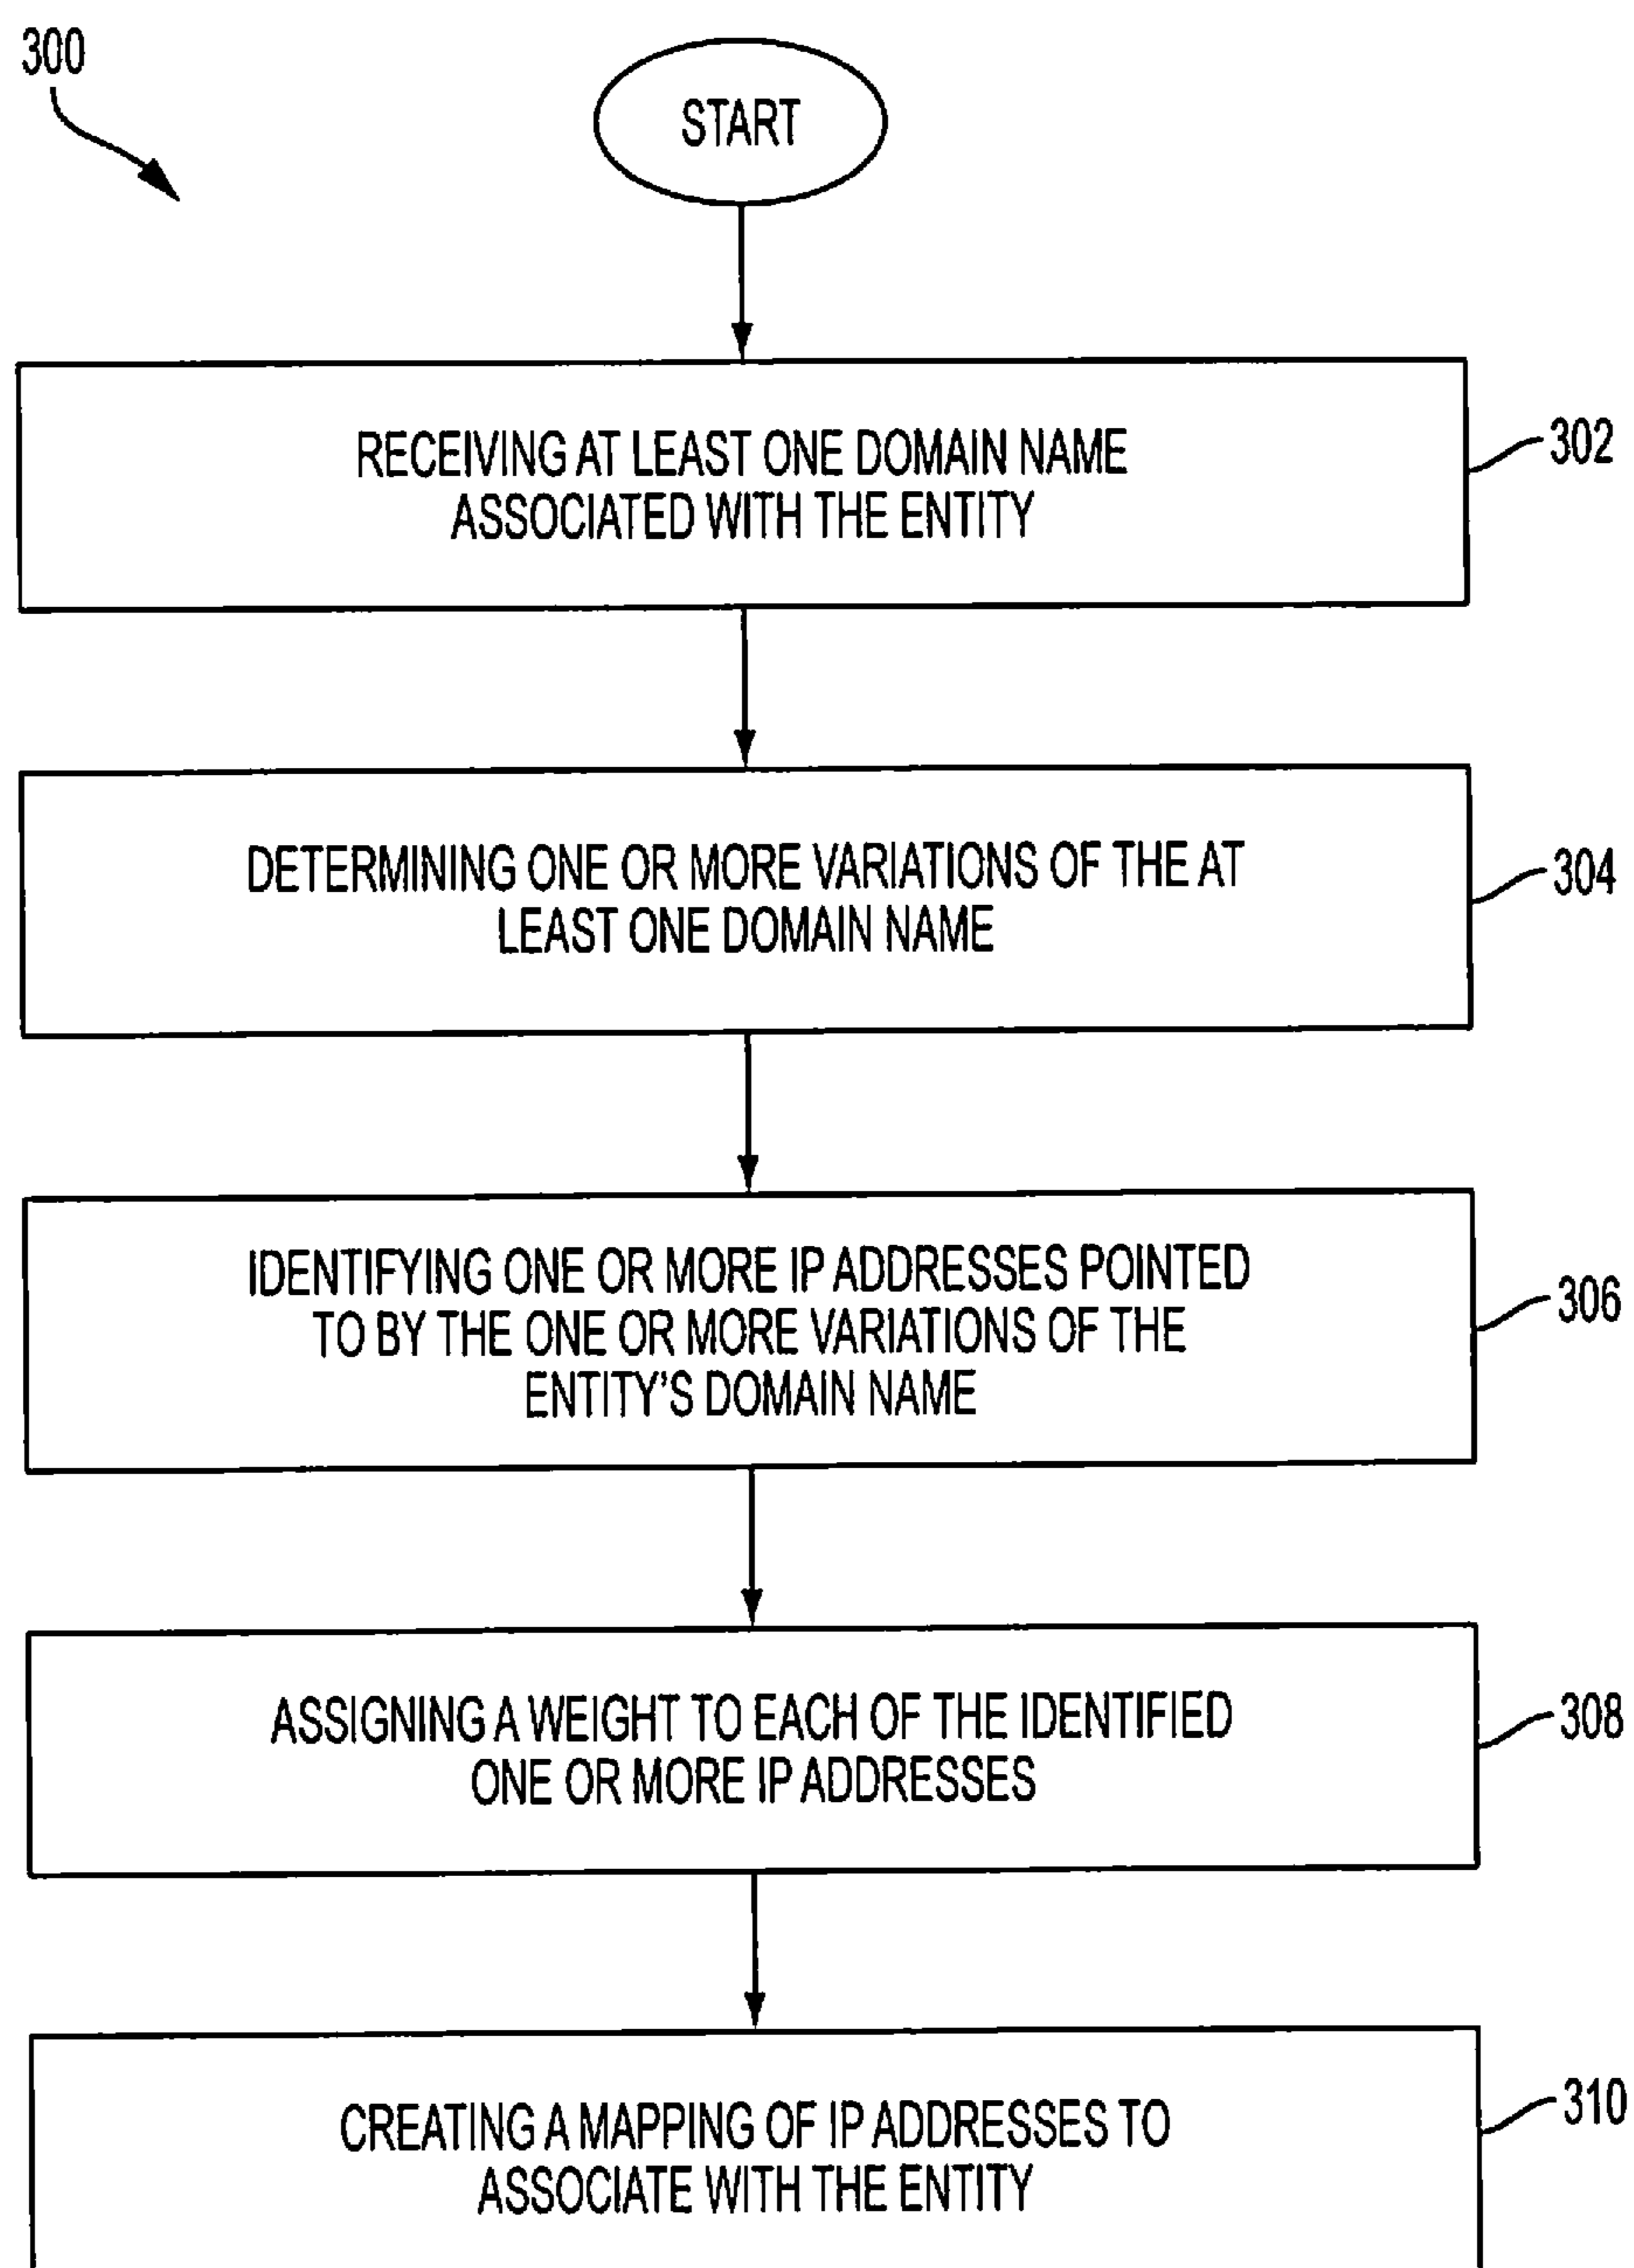 300
START
RECEIVING AT LEAST ONE DOMAIN NAME
ASSOCIATED WITH THE ENTITY
302
DETERMINING ONE OR MORE VARIATIONS OF THE AT
LEAST ONE DOMAIN NAME
304
IDENTIFYING ONE OR MORE IP ADDRESSES POINTED
TO BY THE ONE OR MORE VARIATIONS OF THE
ENTITY'S DOMAIN NAME
306
ASSIGNING A WEIGHT TO EACH OF THE IDENTIFIED
ONE OR MORE IP ADDRESSES
308
CREATING A MAPPING OF IP ADDRESSES TO
ASSOCIATE WITH THE ENTITY
310